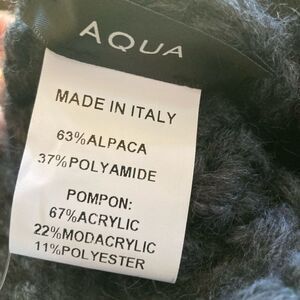 AQUA
MADE IN ITALY
63%ALPACA
37%POLYAMIDE
POMPON:
67%ACRYLIC
22%MODACRYLIC
11%POLYESTER